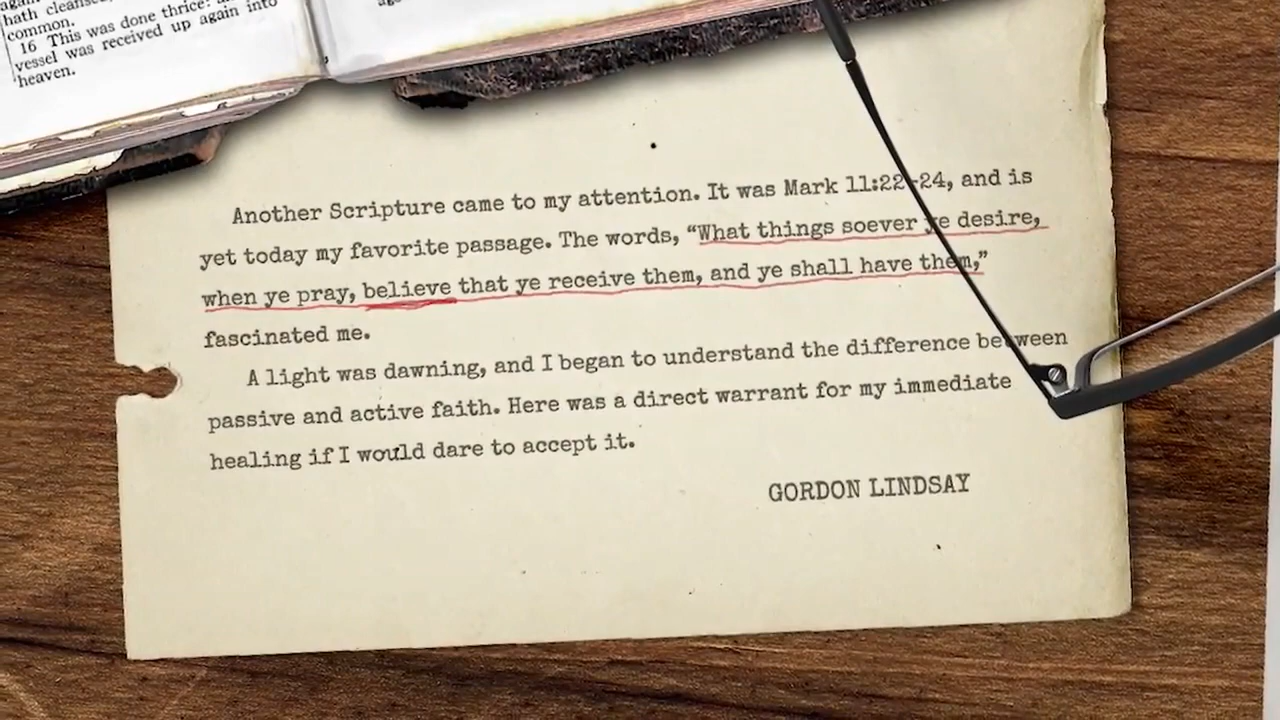 hath cleansed,
common.
16 This was done thrice:
vessel was received up again into
heaven.
Another Scripture came to my attention. It was Mark 11:22-24, and is
yet today my favorite passage. The words, “What things soever ye desire,
when ye pray, believe that ye receive them, and ye shall have them,”
fascinated me.
A light was dawning, and I began to understand the difference between
passive and active faith. Here was a direct warrant for my immediate
healing if I would dare to accept it.
GORDON LINDSAY